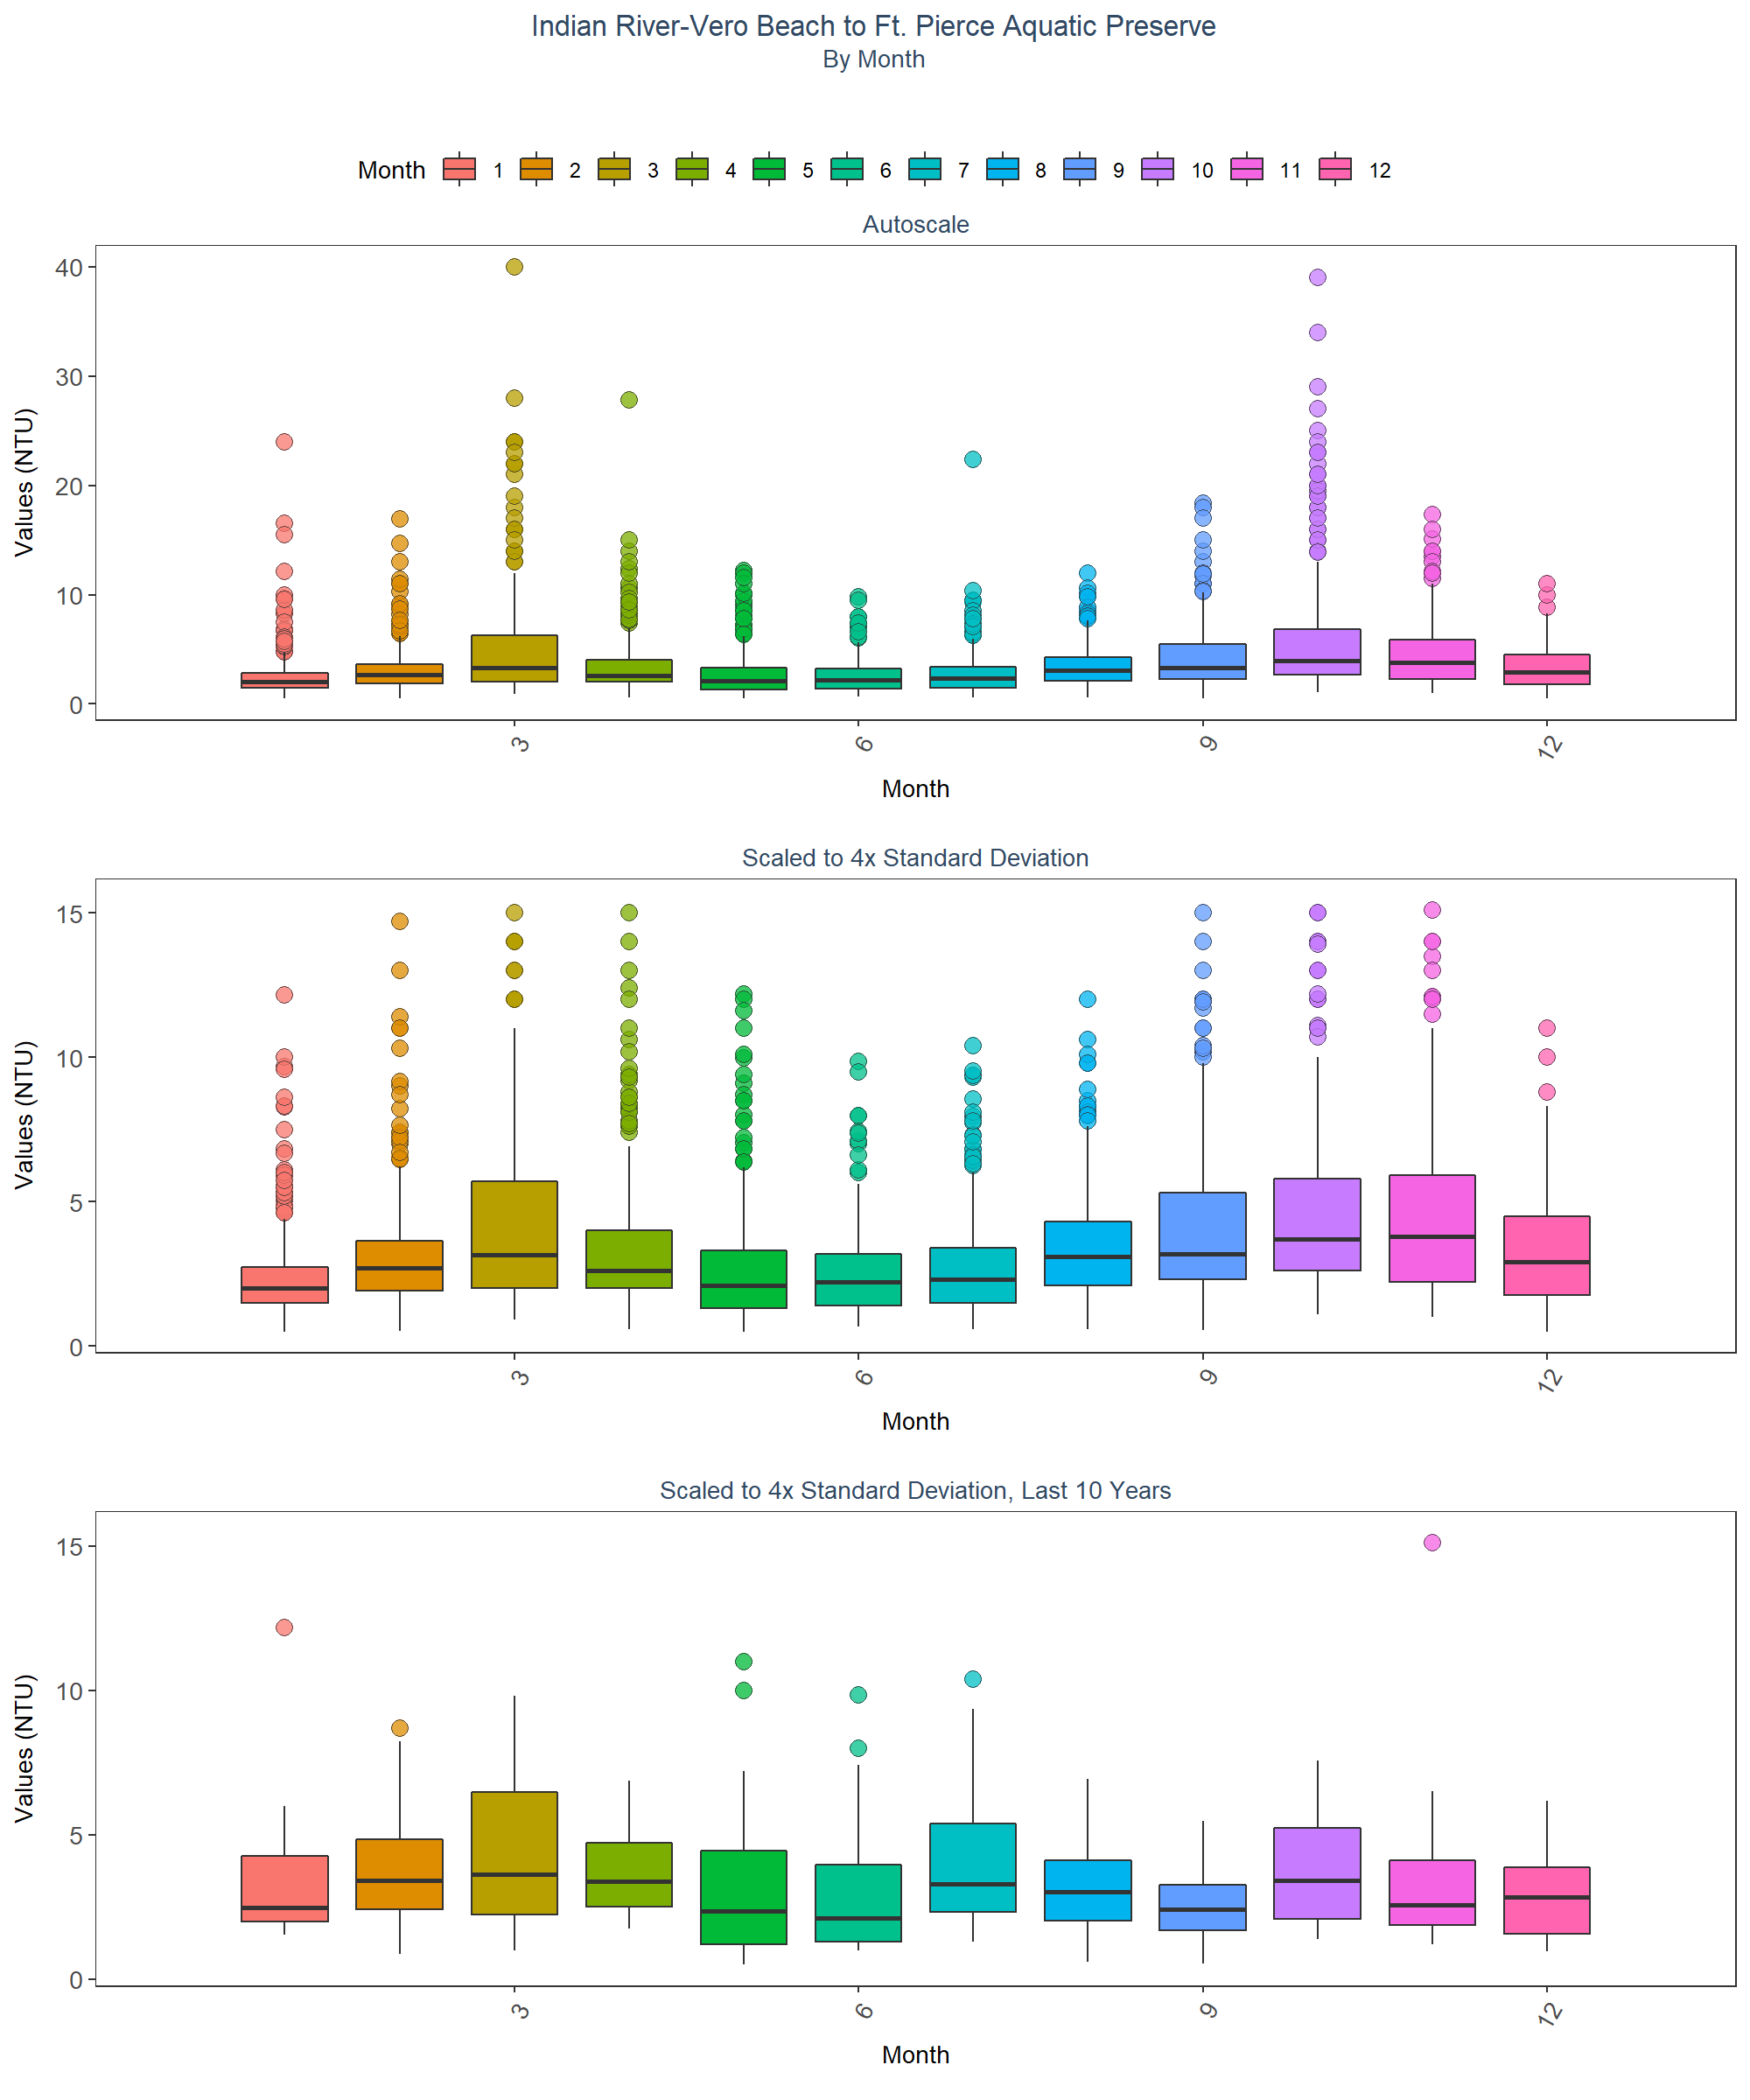 Indian River-Vero Beach to Ft. Pierce Aquatic Preserve
By Month
Month 1 2 3 4 5 6 7 8 9 10 11 12
Autoscale
Values (NTU)
40
30
20
10
0
3 6 9 12
Month
Scaled to 4x Standard Deviation
Values (NTU)
15
10
5
0
3 6 9 12
Month
Scaled to 4x Standard Deviation, Last 10 Years
Values (NTU)
15
10
5
0
3 6 9 12
Month